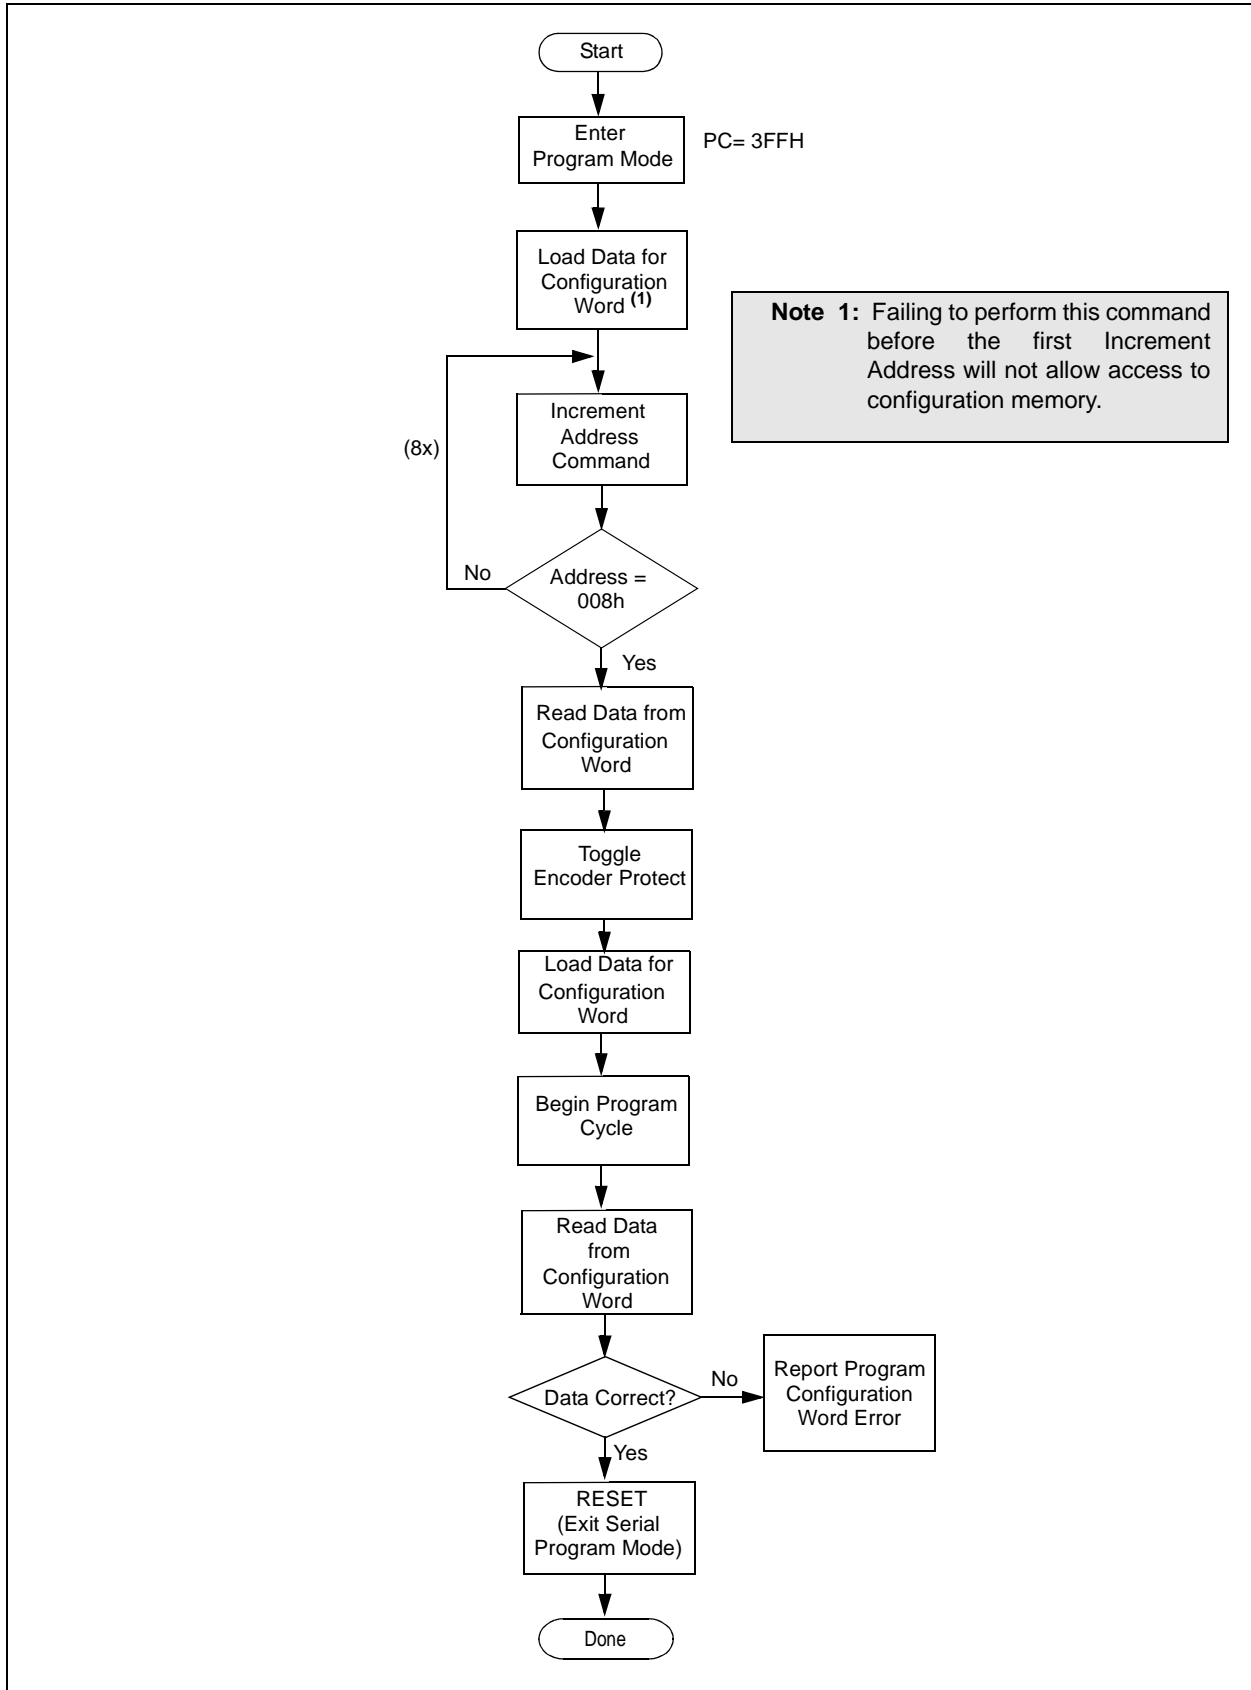 Start
Enter
Program Mode
PC= 3FFH
Load Data for
Configuration
Word (1)
Note 1: Failing to perform this command
before the first Increment
Address will not allow access to
configuration memory.
Increment
Address
Command
(8x)
No
Address =
008h
Yes
Read Data from
Configuration
Word
Toggle
Encoder Protect
Load Data for
Configuration
Word
Begin Program
Cycle
Read Data
from
Configuration
Word
Data Correct?
No
Report Program
Configuration
Word Error
Yes
RESET
(Exit Serial
Program Mode)
Done